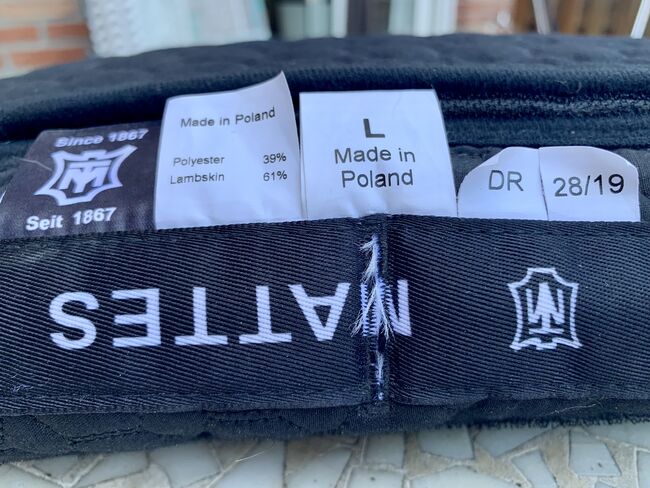 Since 1867
Seit 1867
Made in Poland
Polyester 39%
Lambskin 61%
L
Made in
Poland
DR
28/19
MATTES